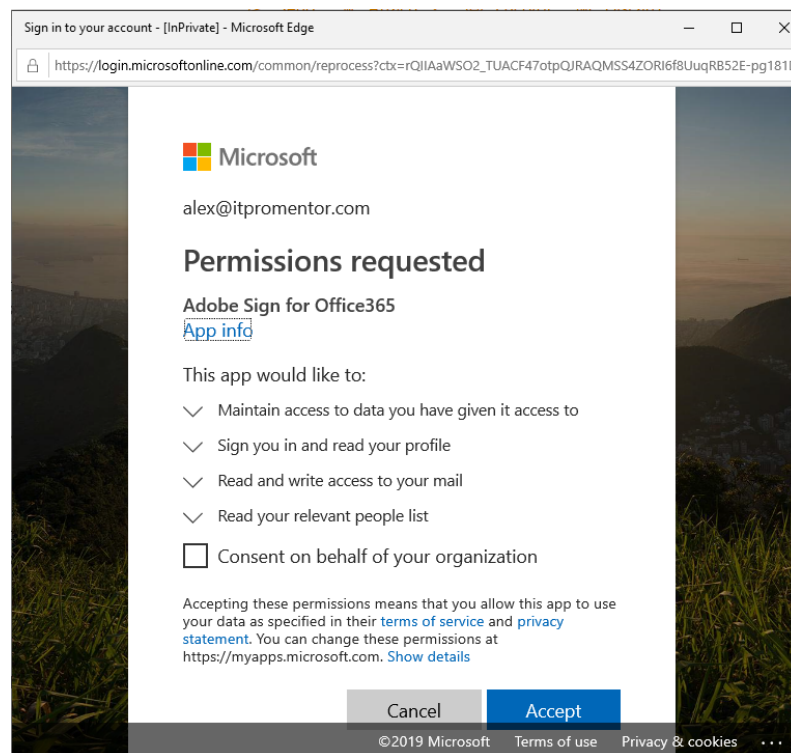 Sign in to your account - [InPrivate] - Microsoft Edge
https://login.microsoftonline.com/common/reprocess?ctx=rQIIAaWSO2_TUACF47otpQJRAQMSS4ZORI6f8UuqRB52E-pg181
Microsoft
alex@itpromentor.com
Permissions requested
Adobe Sign for Office365
App info
This app would like to:
Maintain access to data you have given it access to
Sign you in and read your profile
Read and write access to your mail
Read your relevant people list
Consent on behalf of your organization
Accepting these permissions means that you allow this app to use
your data as specified in their terms of service and privacy
statement. You can change these permissions at
https://myapps.microsoft.com. Show details
Cancel Accept
©2019 Microsoft Terms of use Privacy & cookies ...